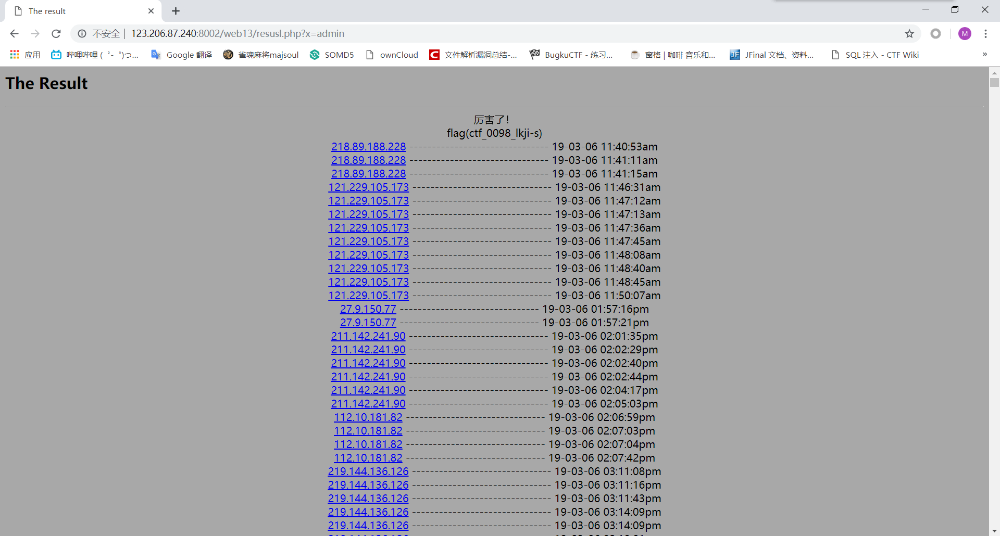 The result
不安全 | 123.206.87.240:8002/web13/resusl.php?x=admin
M
应用 哔哩哔哩 ( ゜- ゜)つ... Google 翻译 雀魂麻将majsoul SOMD5 ownCloud 文件解析漏洞总结-... BugkuCTF - 练习... 窗格 | 咖啡 音乐和... JFinal 文档、资料... SQL 注入 - CTF Wiki »
The Result
厉害了!
flag(ctf_0098_lkji-s)
218.89.188.228 ------------------------------- 19-03-06 11:40:53am
218.89.188.228 ------------------------------- 19-03-06 11:41:11am
218.89.188.228 ------------------------------- 19-03-06 11:41:15am
121.229.105.173 ------------------------------- 19-03-06 11:46:31am
121.229.105.173 ------------------------------- 19-03-06 11:47:12am
121.229.105.173 ------------------------------- 19-03-06 11:47:13am
121.229.105.173 ------------------------------- 19-03-06 11:47:36am
121.229.105.173 ------------------------------- 19-03-06 11:47:45am
121.229.105.173 ------------------------------- 19-03-06 11:48:08am
121.229.105.173 ------------------------------- 19-03-06 11:48:40am
121.229.105.173 ------------------------------- 19-03-06 11:48:45am
121.229.105.173 ------------------------------- 19-03-06 11:50:07am
27.9.150.77 ------------------------------- 19-03-06 01:57:16pm
27.9.150.77 ------------------------------- 19-03-06 01:57:21pm
211.142.241.90 ------------------------------- 19-03-06 02:01:35pm
211.142.241.90 ------------------------------- 19-03-06 02:02:29pm
211.142.241.90 ------------------------------- 19-03-06 02:02:40pm
211.142.241.90 ------------------------------- 19-03-06 02:02:44pm
211.142.241.90 ------------------------------- 19-03-06 02:04:17pm
211.142.241.90 ------------------------------- 19-03-06 02:05:03pm
112.10.181.82 ------------------------------- 19-03-06 02:06:59pm
112.10.181.82 ------------------------------- 19-03-06 02:07:03pm
112.10.181.82 ------------------------------- 19-03-06 02:07:04pm
112.10.181.82 ------------------------------- 19-03-06 02:07:42pm
219.144.136.126 ------------------------------- 19-03-06 03:11:08pm
219.144.136.126 ------------------------------- 19-03-06 03:11:16pm
219.144.136.126 ------------------------------- 19-03-06 03:11:43pm
219.144.136.126 ------------------------------- 19-03-06 03:14:09pm
219.144.136.126 ------------------------------- 19-03-06 03:14:09pm